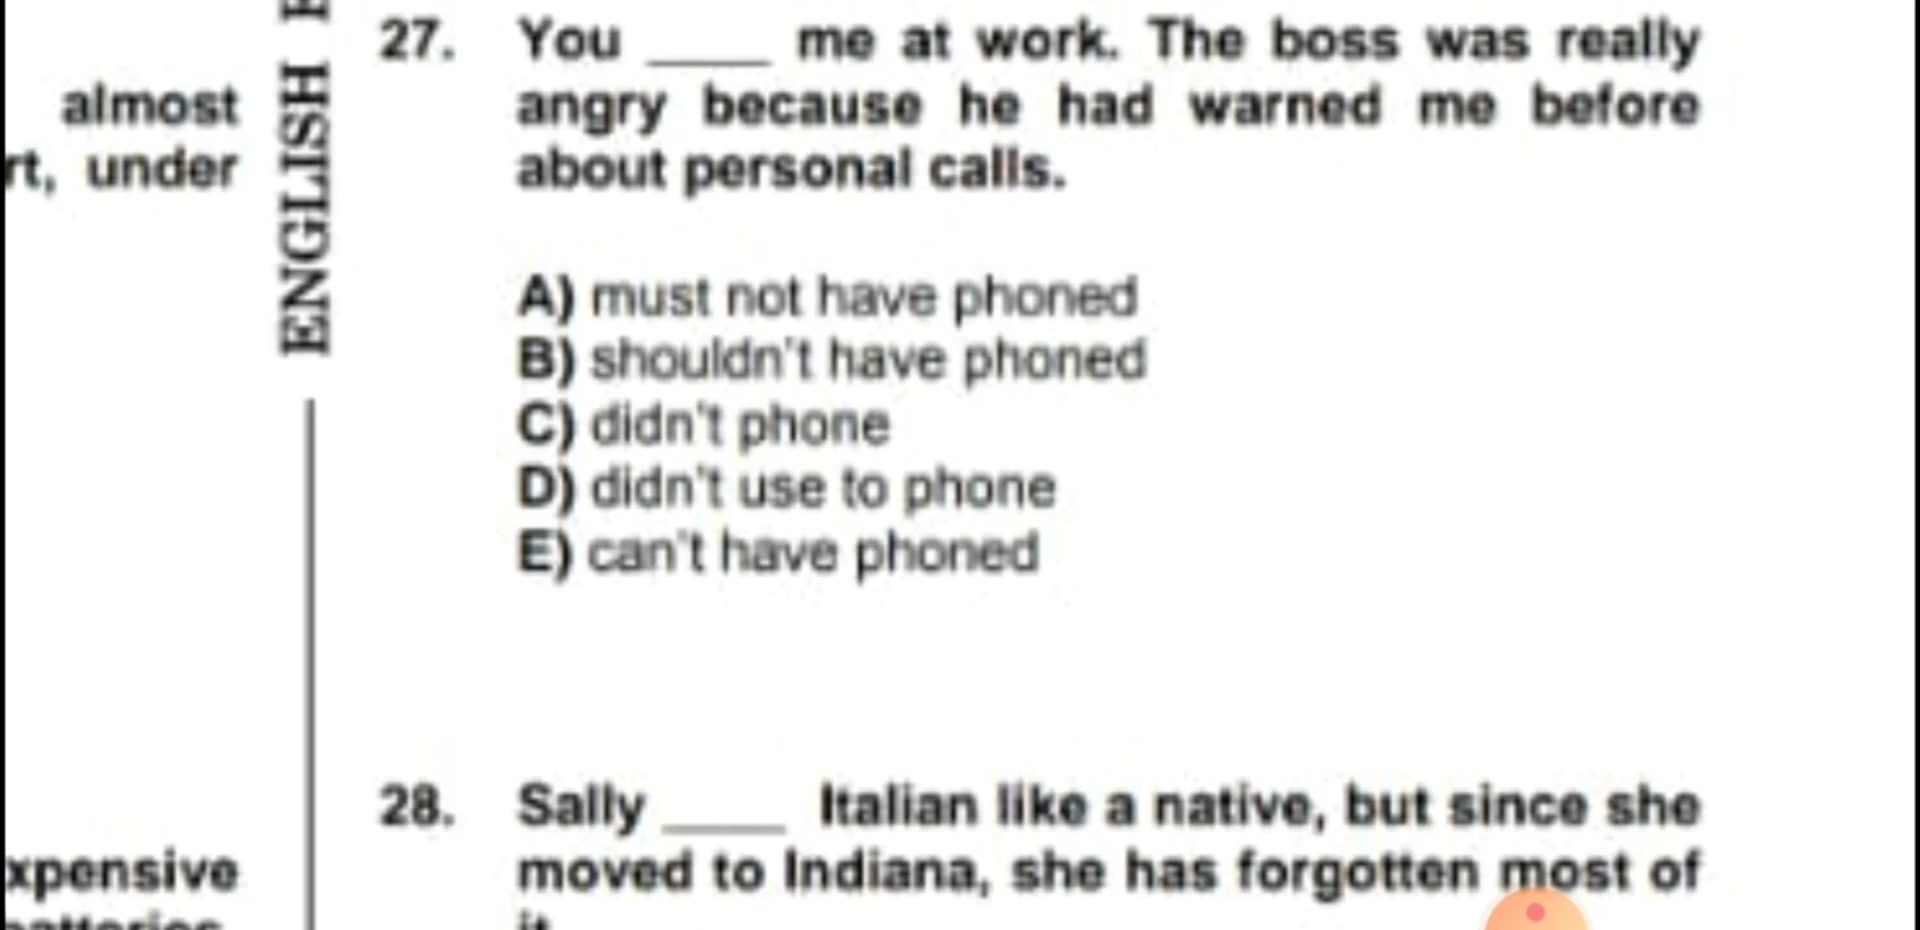 almost
rt, under
xpensive
batteries
ENGLISH
27. You ____ me at work. The boss was really
angry because he had warned me before
about personal calls.
A) must not have phoned
B) shouldn't have phoned
C) didn't phone
D) didn't use to phone
E) can't have phoned
28. Sally ____ Italian like a native, but since she
moved to Indiana, she has forgotten most of
it